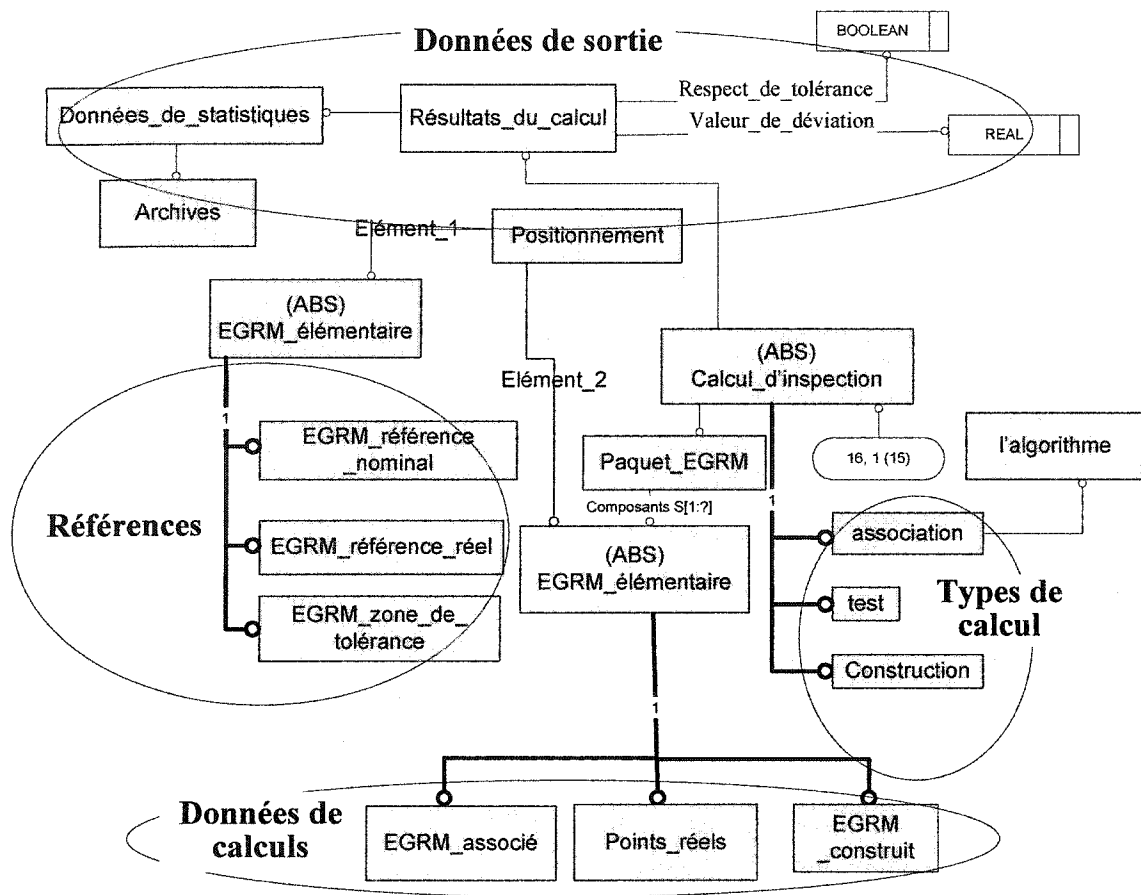 Données de sortie
BOOLEAN
Respect_de_tolérance
Données_de_statistiques
Résultats_du_calcul
Valeur_de_déviation
REAL
Archives
Elément_1
Positionnement
(ABS)
EGRM_élémentaire
(ABS)
Calcul_d'inspection
Elément_2
1
EGRM_référence
_nominal
Paquet_EGRM
16, 1 (15)
l'algorithme
Composants S[1:?]
1
Références
EGRM_référence_réel
(ABS)
EGRM_élémentaire
association
EGRM_zone_de_
tolérance
test
Types de
calcul
Construction
1
Données de
calculs
EGRM_associé
Points_réels
EGRM
_construit